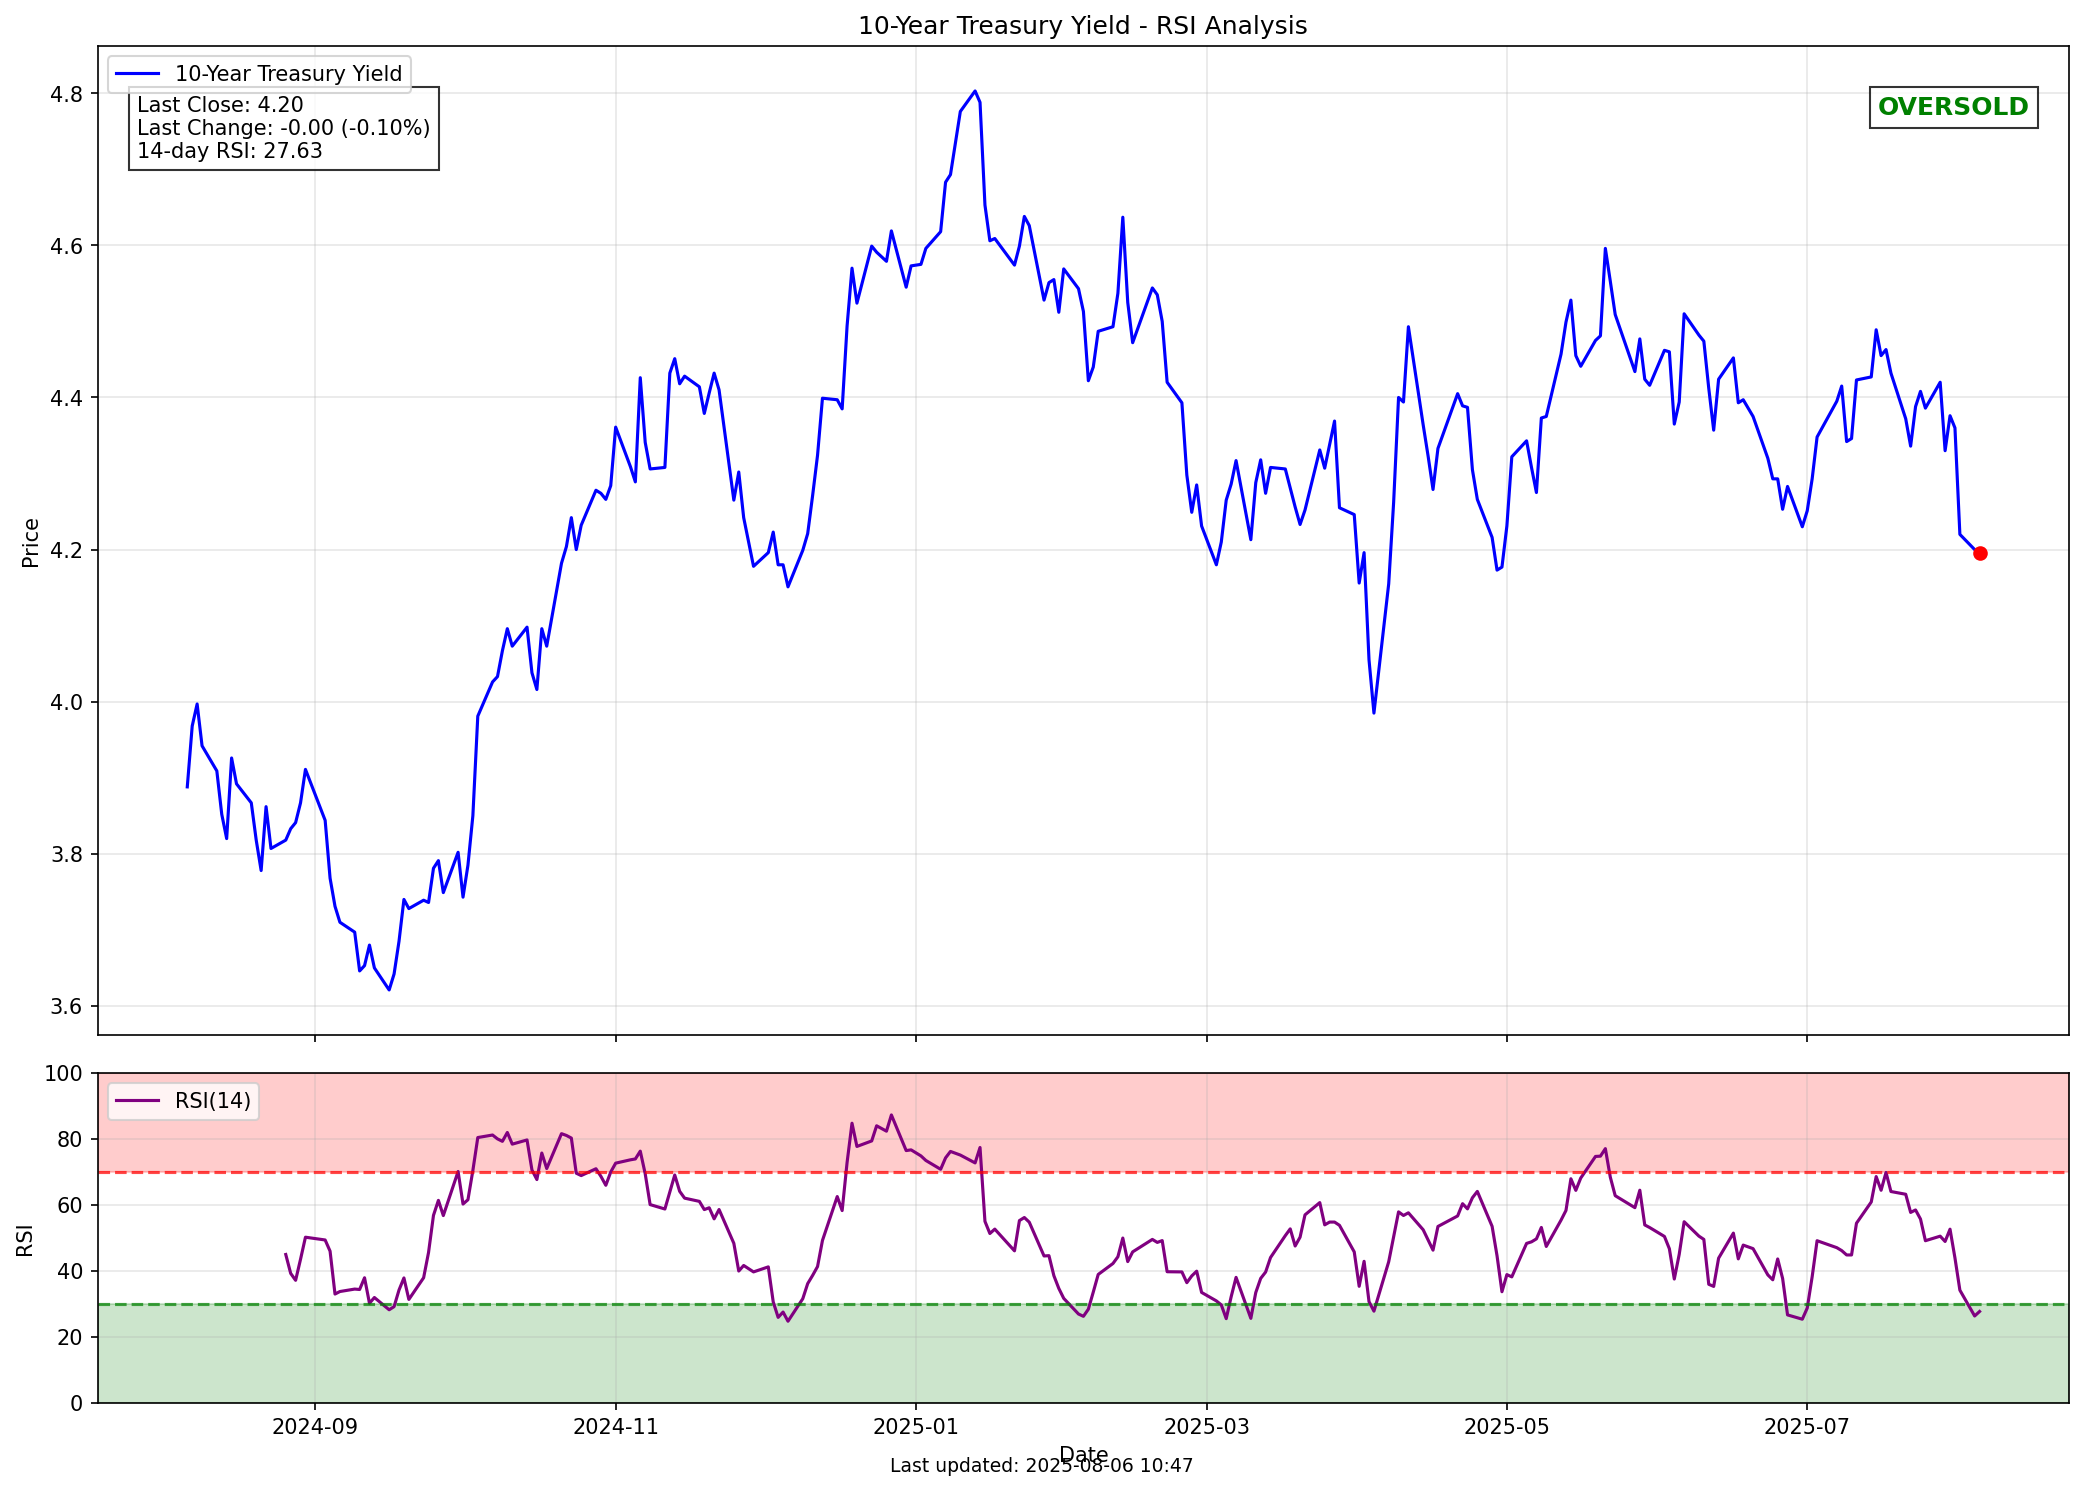 10-Year Treasury Yield - RSI Analysis
10-Year Treasury Yield
Last Close: 4.20
Last Change: -0.00 (-0.10%)
14-day RSI: 27.63
OVERSOLD
Price
4.8
4.6
4.4
4.2
4.0
3.8
3.6
RSI(14)
RSI
100
80
60
40
20
0
2024-09
2024-11
2025-01
2025-03
2025-05
2025-07
Date
Last updated: 2025-08-06 10:47